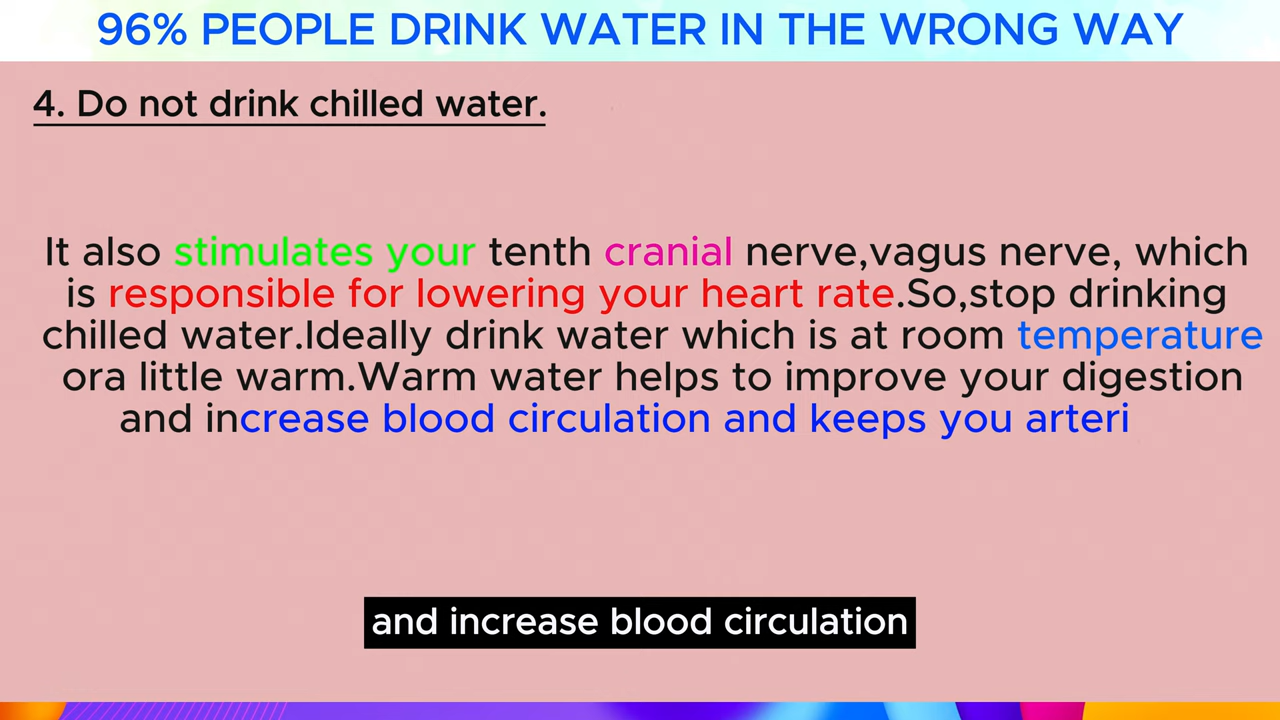 96% PEOPLE DRINK WATER IN THE WRONG WAY
4. Do not drink chilled water.
It also stimulates your tenth cranial nerve,vagus nerve, which
is responsible for lowering your heart rate.So,stop drinking
chilled water.Ideally drink water which is at room temperature
ora little warm.Warm water helps to improve your digestion
and increase blood circulation and keeps you arteri
and increase blood circulation